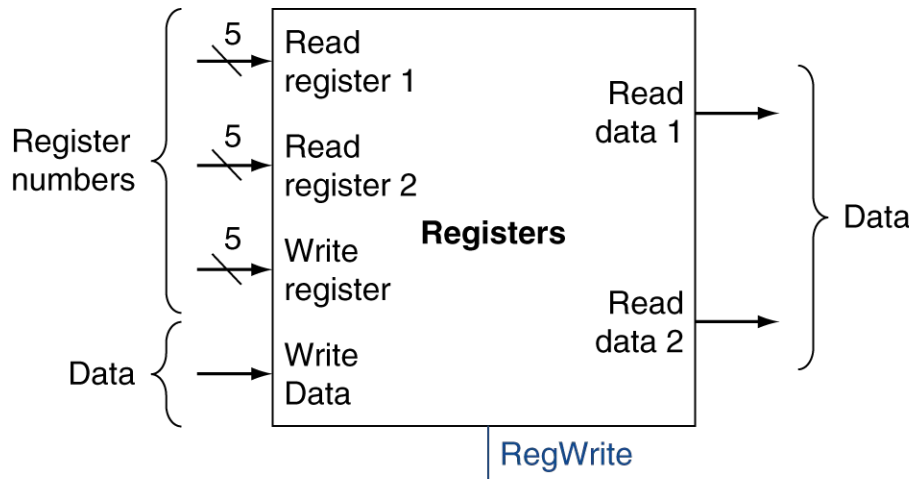 Register
numbers
Data
5
Read
register 1
5
Read
register 2
5
Write
register
Write
Data
Registers
Read
data 1
Read
data 2
Data
RegWrite